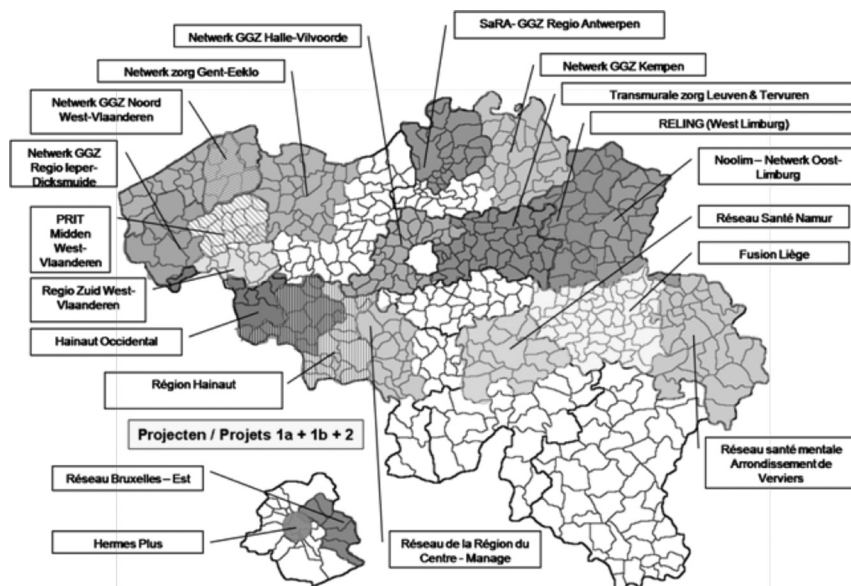 SaRA- GGZ Regio Antwerpen
Netwerk GGZ Halle-Vilvoorde
Netwerk zorg Gent-Eeklo
Netwerk GGZ Kempen
Transmurale zorg Leuven & Tervuren
Netwerk GGZ Noord
West-Vlaanderen
RELING (West Limburg)
Netwerk GGZ
Regio Ieper-
Dicksmuide
Noolim – Netwerk Oost-
Limburg
PRIT
Midden
West-
Vlaanderen
Réseau Santé Namur
Fusion Liège
Regio Zuid West-
Vlaanderen
Hainaut Occidental
Région Hainaut
Projecten / Projets 1a + 1b + 2
Réseau santé mentale
Arrondissement de
Verviers
Réseau Bruxelles – Est
Hermes Plus
Réseau de la Région du
Centre - Manage